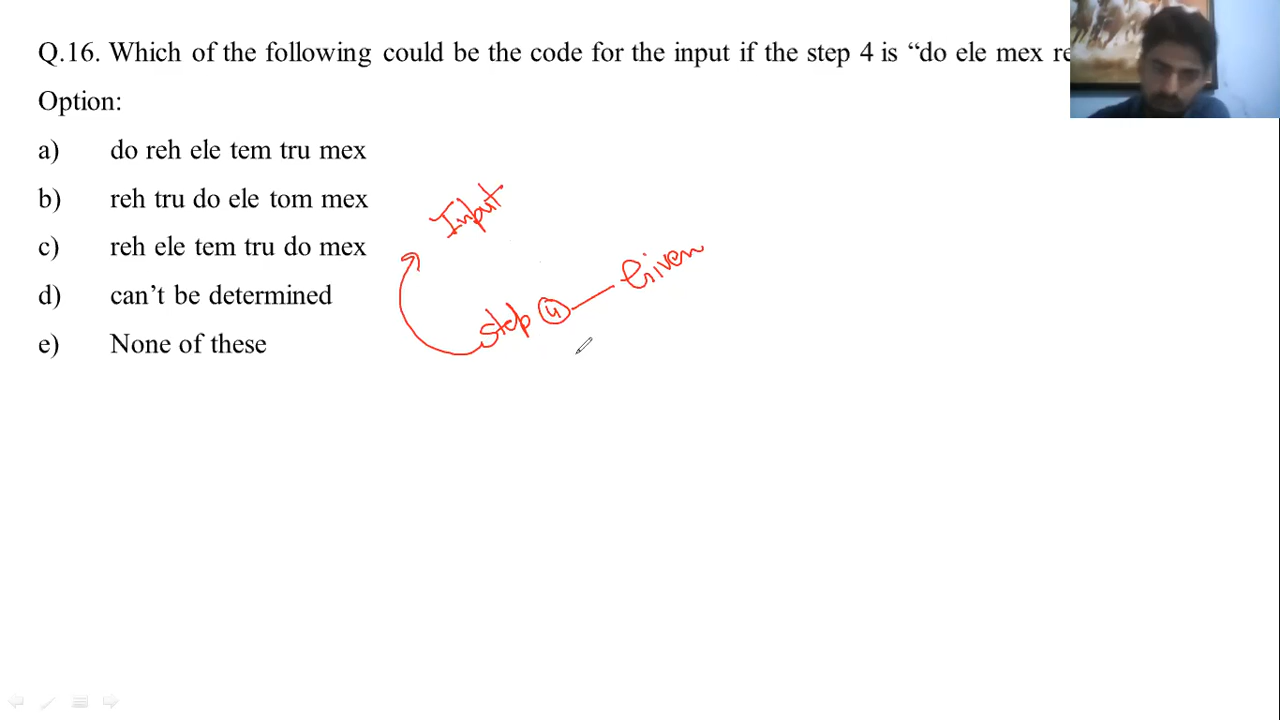 Q.16. Which of the following could be the code for the input if the step 4 is “do ele mex
Option:
a) do reh ele tem tru mex
b) reh tru do ele tom mex
c) reh ele tem tru do mex
d) can’t be determined
e) None of these
Input
step 4 Given